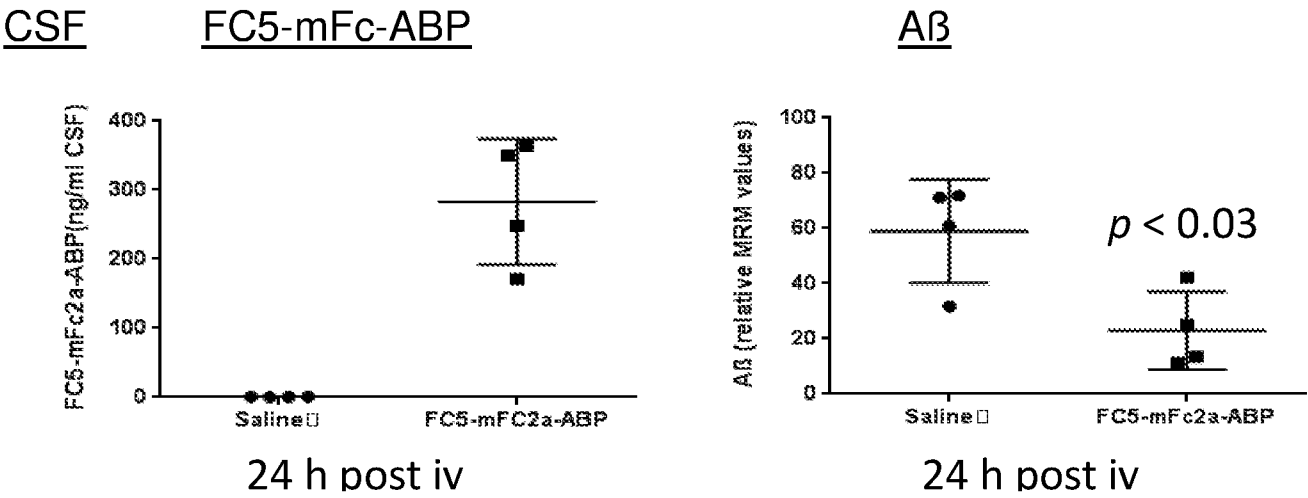 CSF FC5-mFc-ABP Aß
FC5-mFc2a-ABP(ng/ml CSF)
400
300
200
100
0
Saline FC5-mFC2a-ABP
24 h post iv
Aß (relative MRM values)
100
80
60
40
20
0
p < 0.03
Saline FC5-mFc2a-ABP
24 h post iv